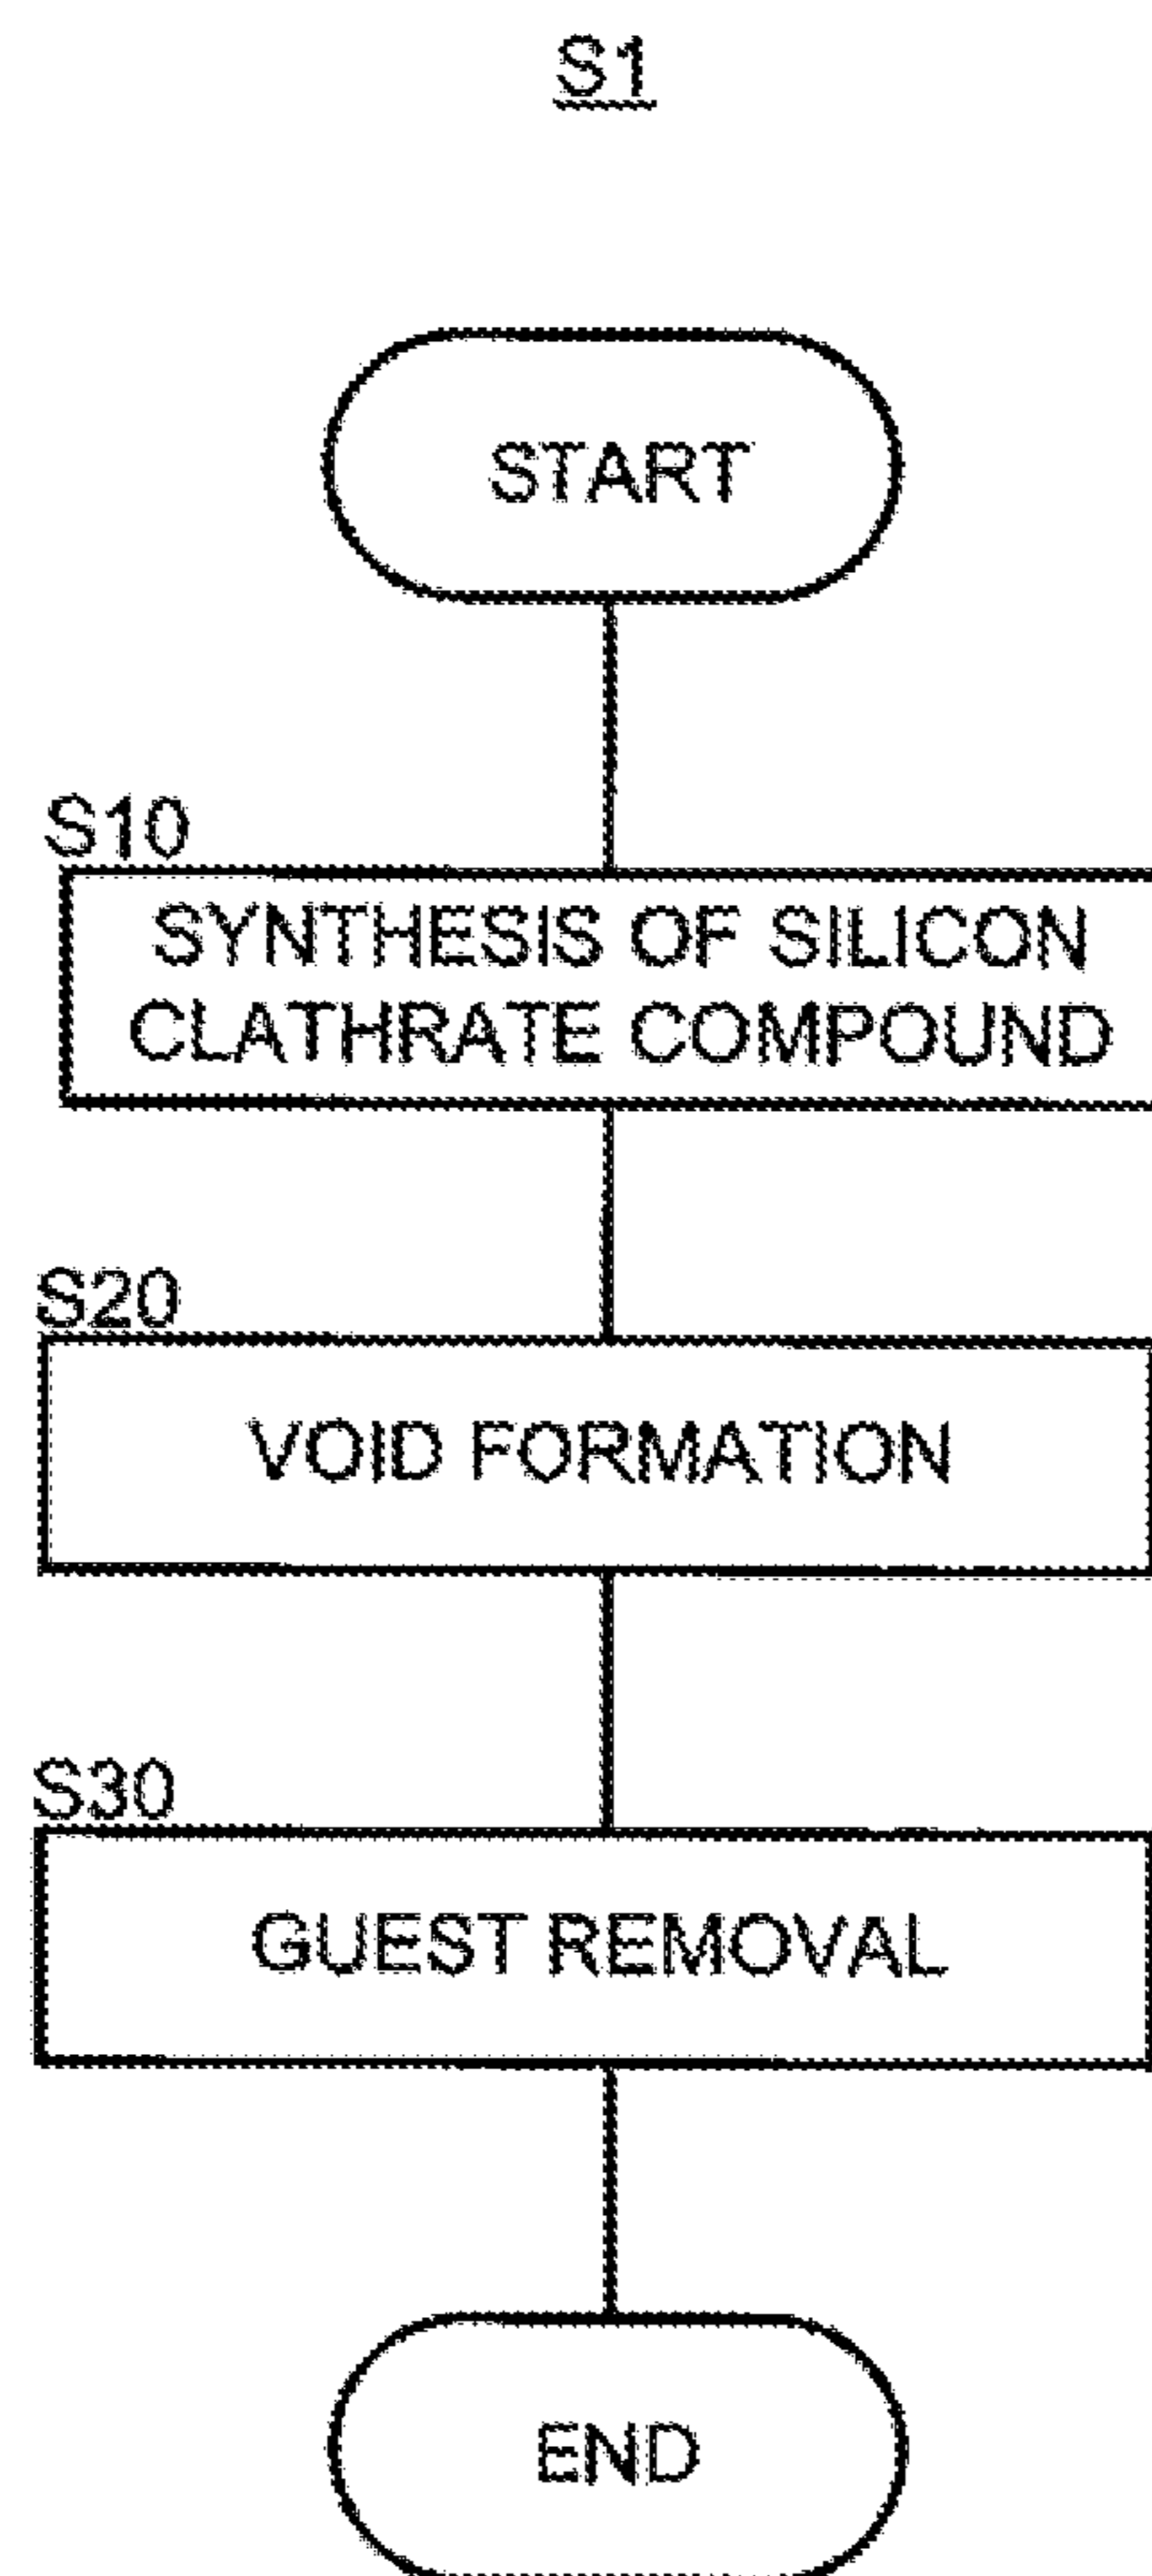 S1
START
S10
SYNTHESIS OF SILICON
CLATHRATE COMPOUND
S20
VOID FORMATION
S30
GUEST REMOVAL
END